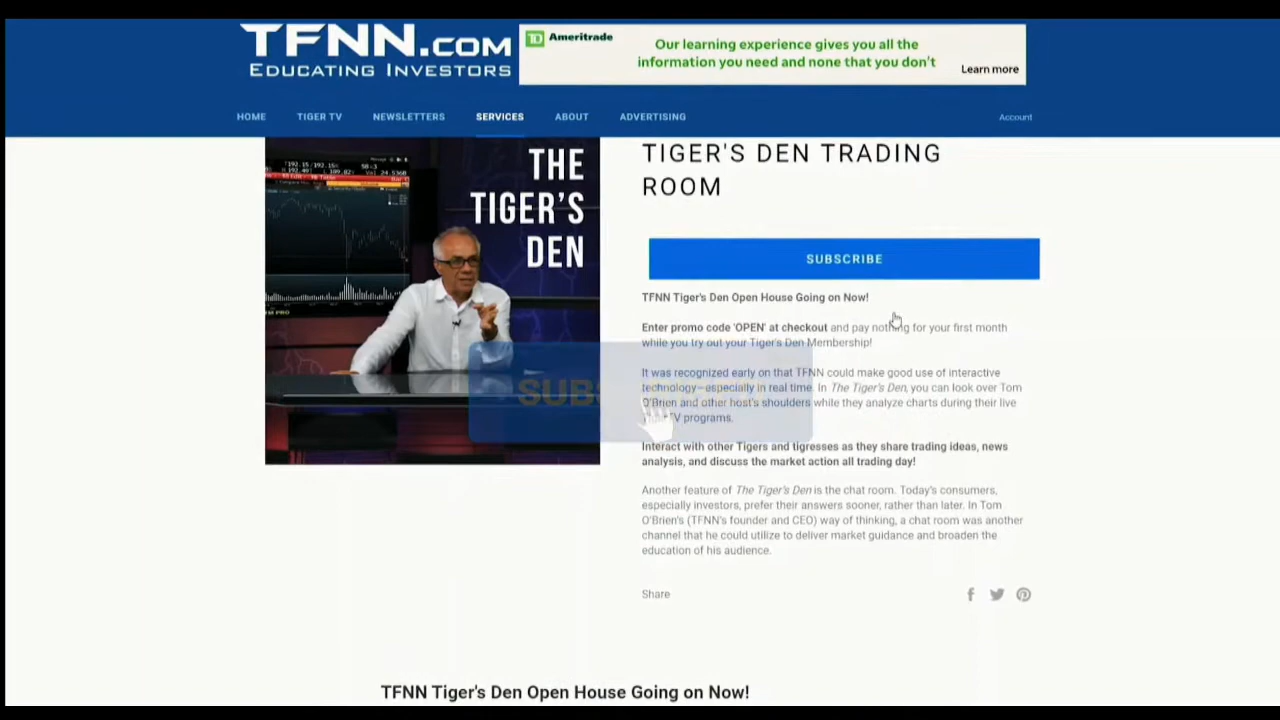 TFNN.COM
EDUCATING INVESTORS
Ameritrade
Our learning experience gives you all the
information you need and none that you don't
Learn more
HOME
TIGER TV
NEWSLETTERS
SERVICES
ABOUT
ADVERTISING
Account
THE
TIGER'S
DEN
TIGER'S DEN TRADING
ROOM
SUBSCRIBE
TFNN Tiger's Den Open House Going on Now!
Enter promo code 'OPEN' at checkout and pay nothing for your first month
while you try out your Tiger's Den Membership!
It was recognized early on that TFNN could make good use of interactive
technology—especially in real time. In The Tiger's Den, you can look over Tom
O'Brien and other host's shoulders while they analyze charts during their live
TV programs.
Interact with other Tigers and tigresses as they share trading ideas, news
analysis, and discuss the market action all trading day!
Another feature of The Tiger's Den is the chat room. Today's consumers,
especially investors, prefer their answers sooner, rather than later. In Tom
O'Brien's (TFNN's founder and CEO) way of thinking, a chat room was another
channel that he could utilize to deliver market guidance and broaden the
education of his audience.
Share
TFNN Tiger's Den Open House Going on Now!